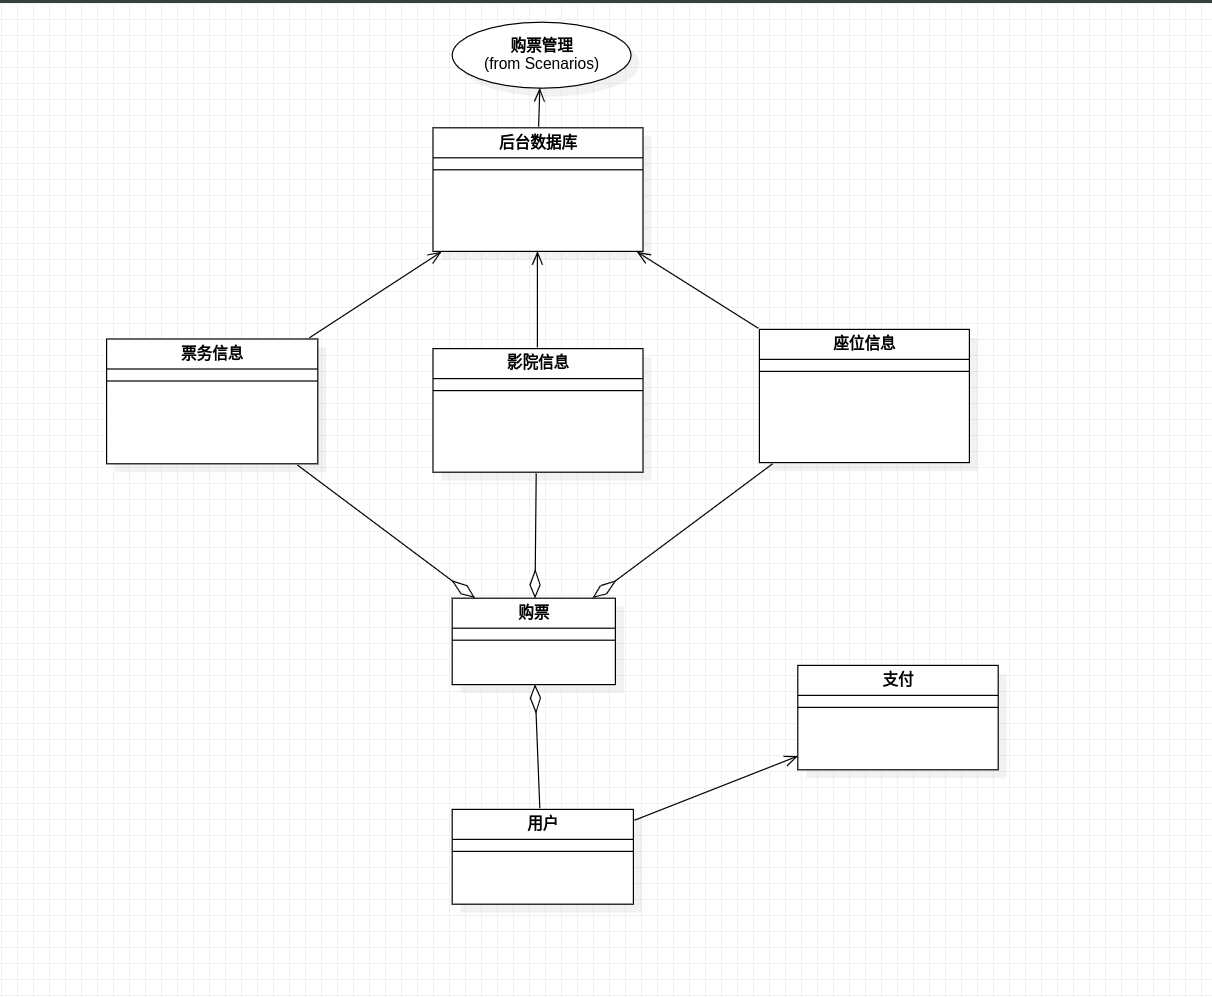 购票管理
(from Scenarios)
后台数据库
票务信息
影院信息
座位信息
购票
支付
用户